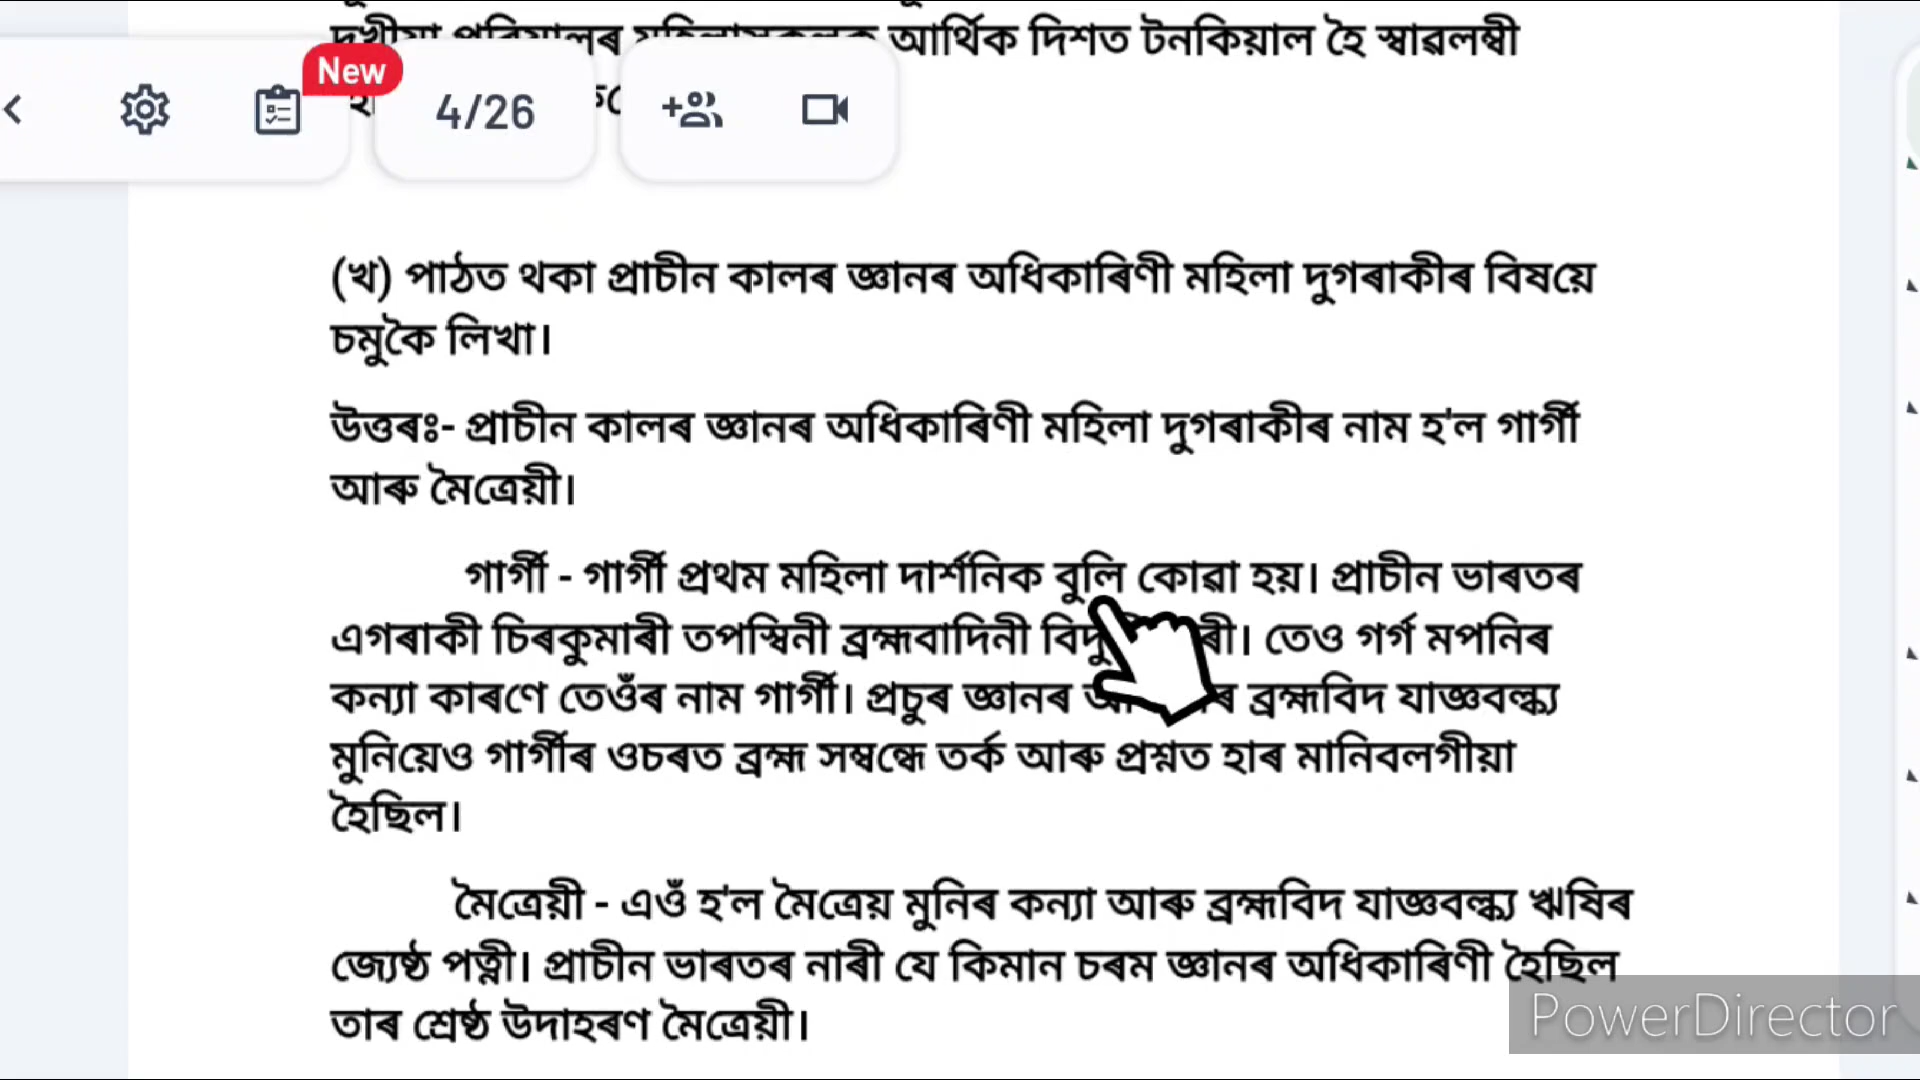 আৰ্থিক দিশত টনকিয়াল হৈ স্বাৱলম্বী
New
4/26
(খ) পাঠত থকা প্ৰাচীন কালৰ জ্ঞানৰ অধিকাৰিণী মহিলা দুগৰাকীৰ বিষয়ে
চমুকৈ লিখা।
উত্তৰঃ- প্ৰাচীন কালৰ জ্ঞানৰ অধিকাৰিণী মহিলা দুগৰাকীৰ নাম হ'ল গাৰ্গী
আৰু মৈত্ৰেয়ী।
গাৰ্গী - গাৰ্গী প্ৰথম মহিলা দাৰ্শনিক বুলি কোৱা হয়। প্ৰাচীন ভাৰতৰ
এগৰাকী চিৰকুমাৰী তপস্বিনী ব্ৰহ্মবাদিনী তেও গৰ্গ মপনিৰ
কন্যা কাৰণে তেওঁৰ নাম গাৰ্গী। প্ৰচুৰ জ্ঞানৰ ব্ৰহ্মবিদ যাজ্ঞবল্ক্য
মুনিয়েও গাৰ্গীৰ ওচৰত ব্ৰহ্ম সম্বন্ধে তৰ্ক আৰু প্ৰশ্নত হাৰ মানিবলগীয়া
হৈছিল।
মৈত্ৰেয়ী - এওঁ হ'ল মৈত্ৰেয় মুনিৰ কন্যা আৰু ব্ৰহ্মবিদ যাজ্ঞবল্ক্য ঋষিৰ
জ্যেষ্ঠ পত্নী। প্ৰাচীন ভাৰতৰ নাৰী যে কিমান চৰম জ্ঞানৰ অধিকাৰিণী হৈছিল
তাৰ শ্ৰেষ্ঠ উদাহৰণ মৈত্ৰেয়ী।
PowerDirector